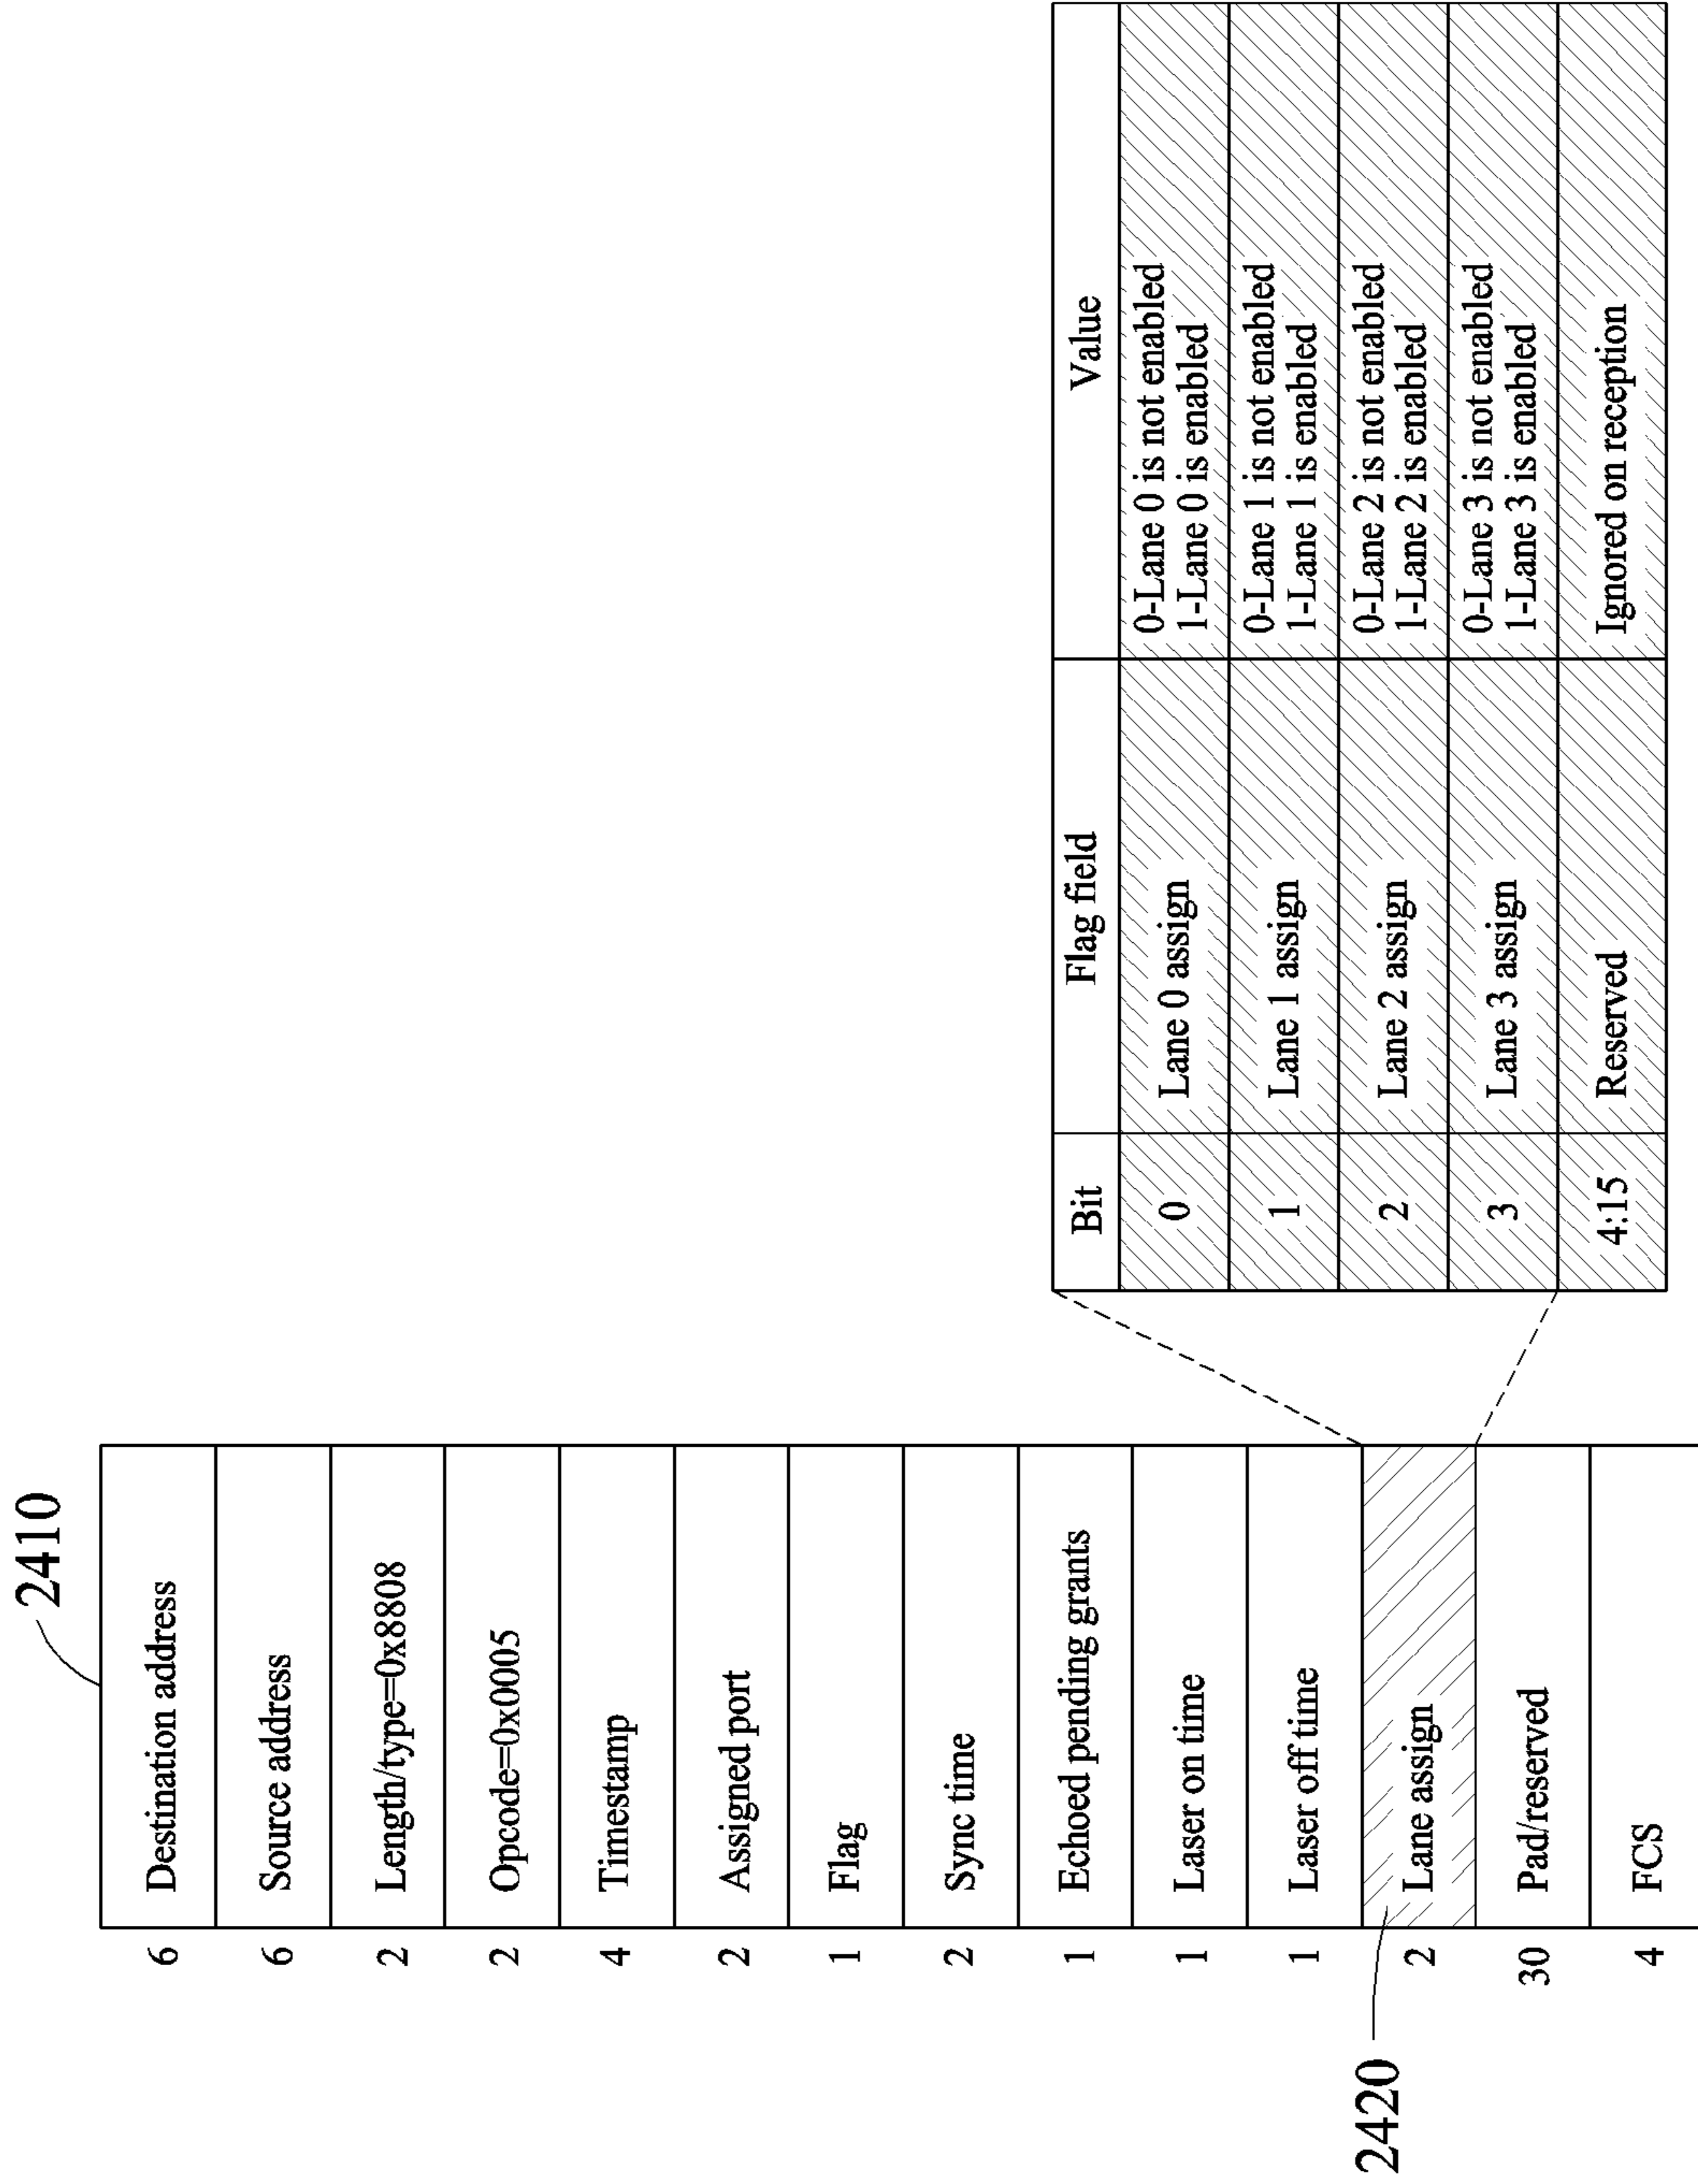 2410
6 Destination address
6 Source address
2 Length/type=0x8808
2 Opcode=0x0005
4 Timestamp
2 Assigned port
1 Flag
2 Sync time
1 Echoed pending grants
1 Laser on time
1 Laser off time
2 Lane assign
30 Pad/reserved
4 FCS
2420
Bit Flag field Value
0 Lane 0 assign 0-Lane 0 is not enabled
1-Lane 0 is enabled
1 Lane 1 assign 0-Lane 1 is not enabled
1-Lane 1 is enabled
2 Lane 2 assign 0-Lane 2 is not enabled
1-Lane 2 is enabled
3 Lane 3 assign 0-Lane 3 is not enabled
1-Lane 3 is enabled
4:15 Reserved Ignored on reception